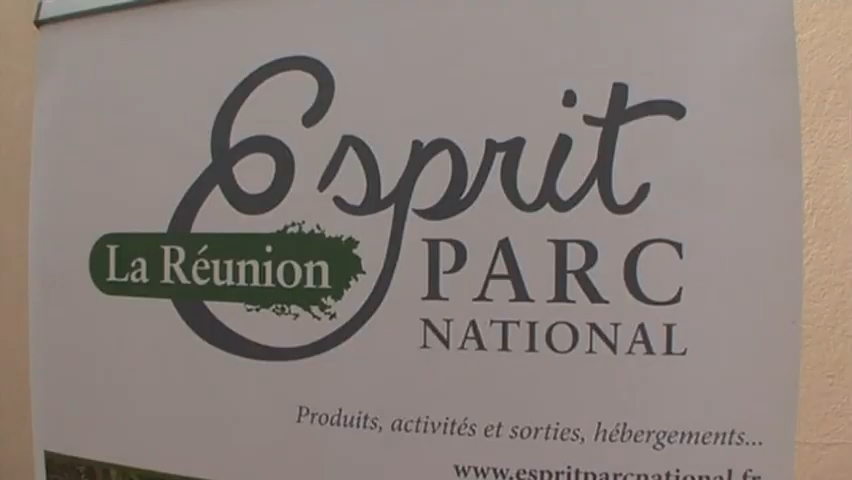 Esprit
La Réunion
PARC
NATIONAL
Produits, activités et sorties, hébergements...
www.espritparcnational.fr